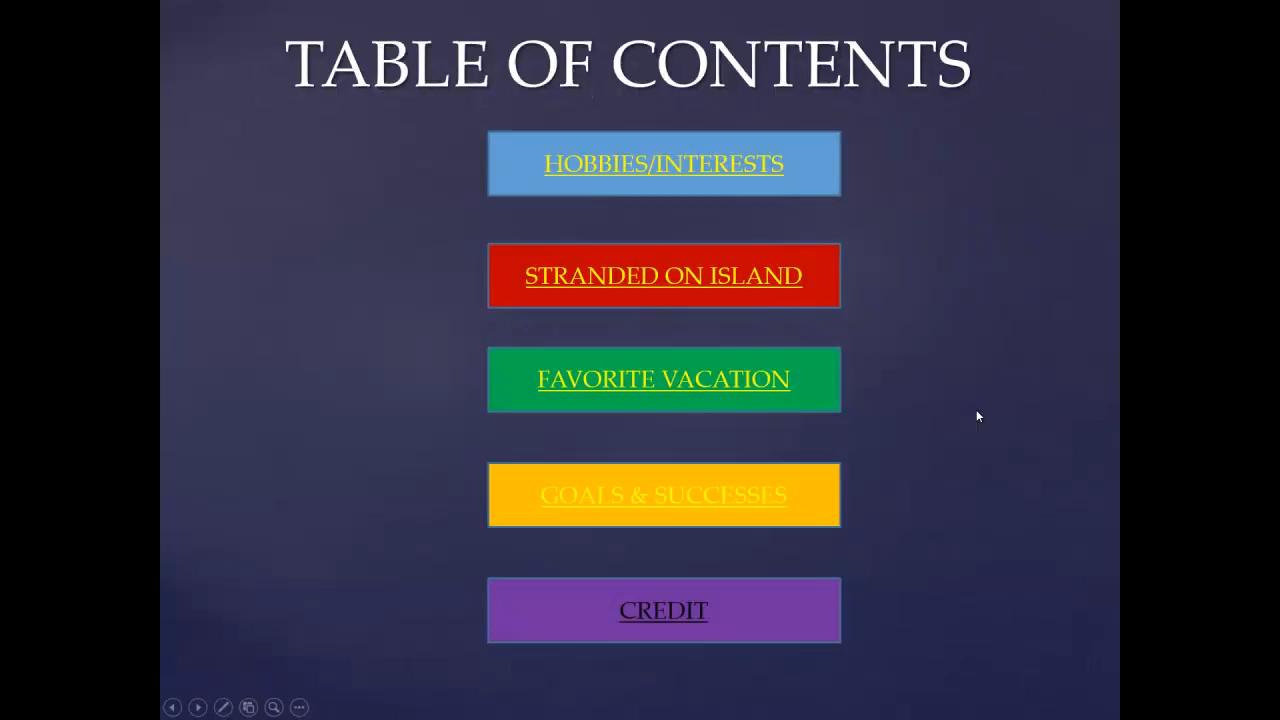 TABLE OF CONTENTS
HOBBIES/INTERESTS
STRANDED ON ISLAND
FAVORITE VACATION
GOALS & SUCCESSES
CREDIT